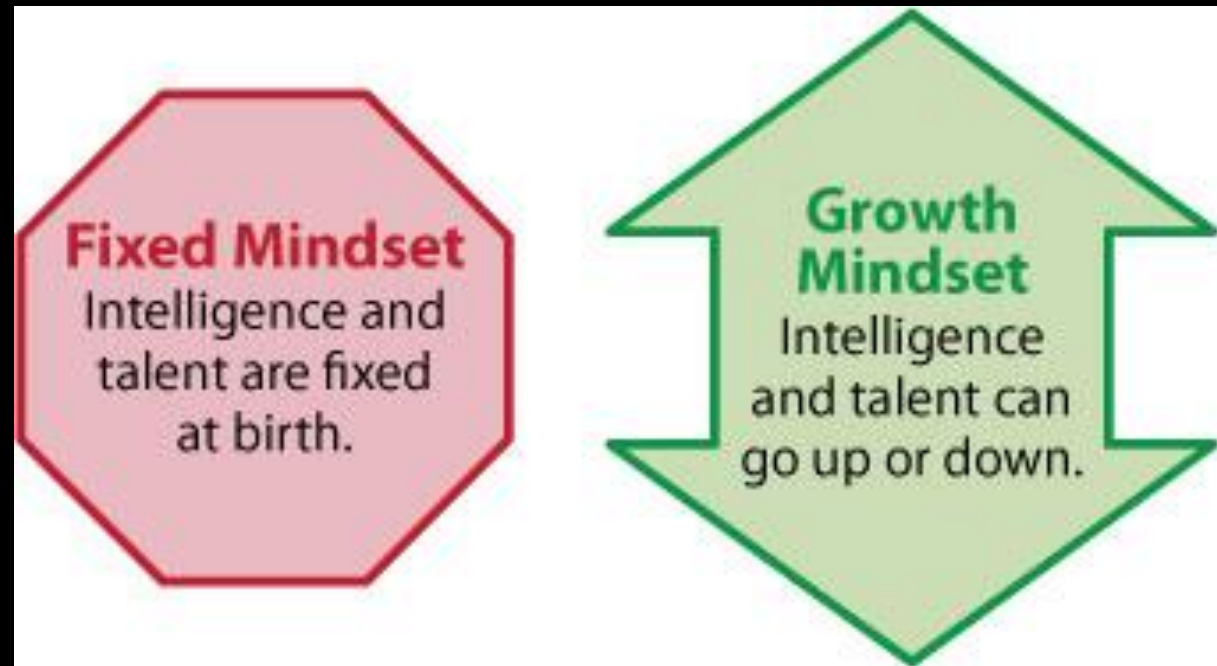 Fixed Mindset
Intelligence and
talent are fixed
at birth.
Growth
Mindset
Intelligence
and talent can
go up or down.